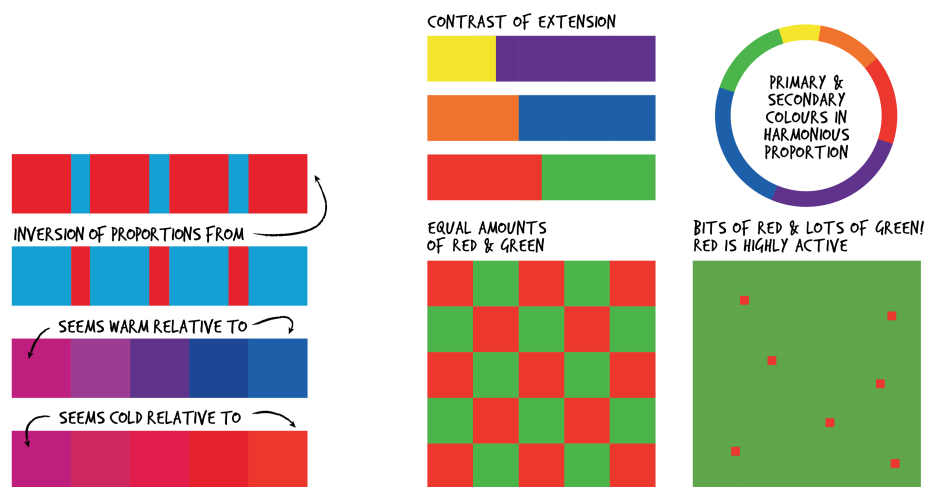 INVERSION OF PROPORTIONS FROM
SEEMS WARM RELATIVE TO
SEEMS COLD RELATIVE TO
CONTRAST OF EXTENSION
PRIMARY &
SECONDARY
COLOURS IN
HARMONIOUS
PROPORTION
EQUAL AMOUNTS
OF RED & GREEN
BITS OF RED & LOTS OF GREEN!
RED IS HIGHLY ACTIVE